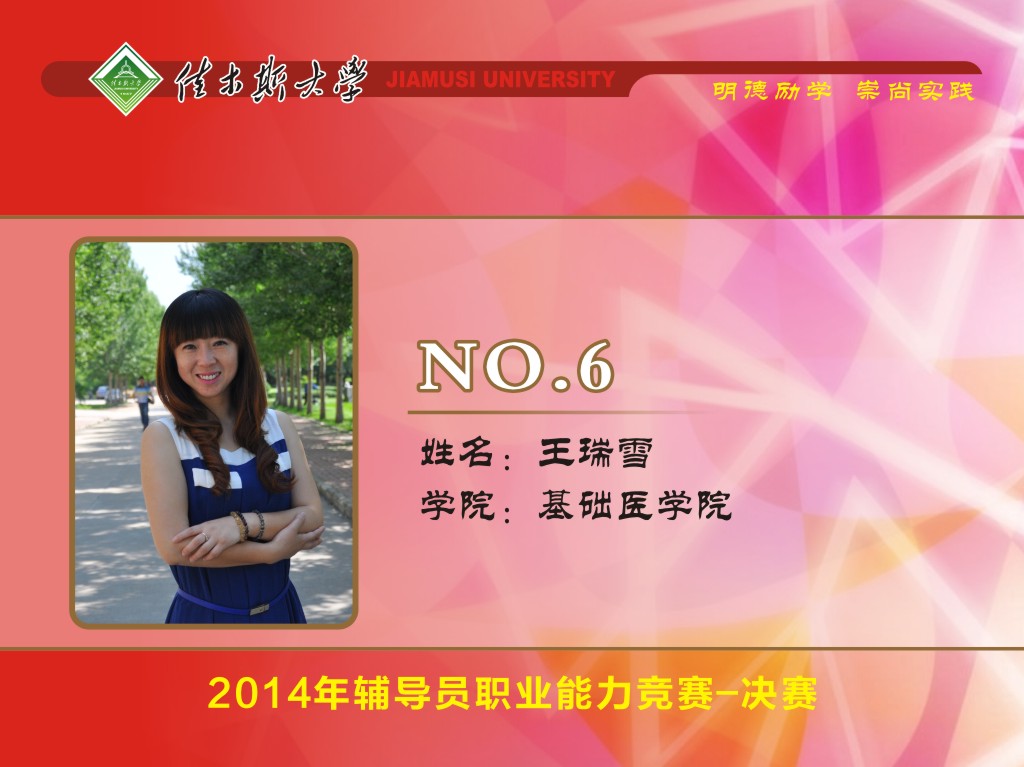 佳木斯大学 JIAMUSI UNIVERSITY
明德励学 崇尚实践
NO.6
姓名：王瑞雪
学院：基础医学院
2014年辅导员职业能力竞赛-决赛